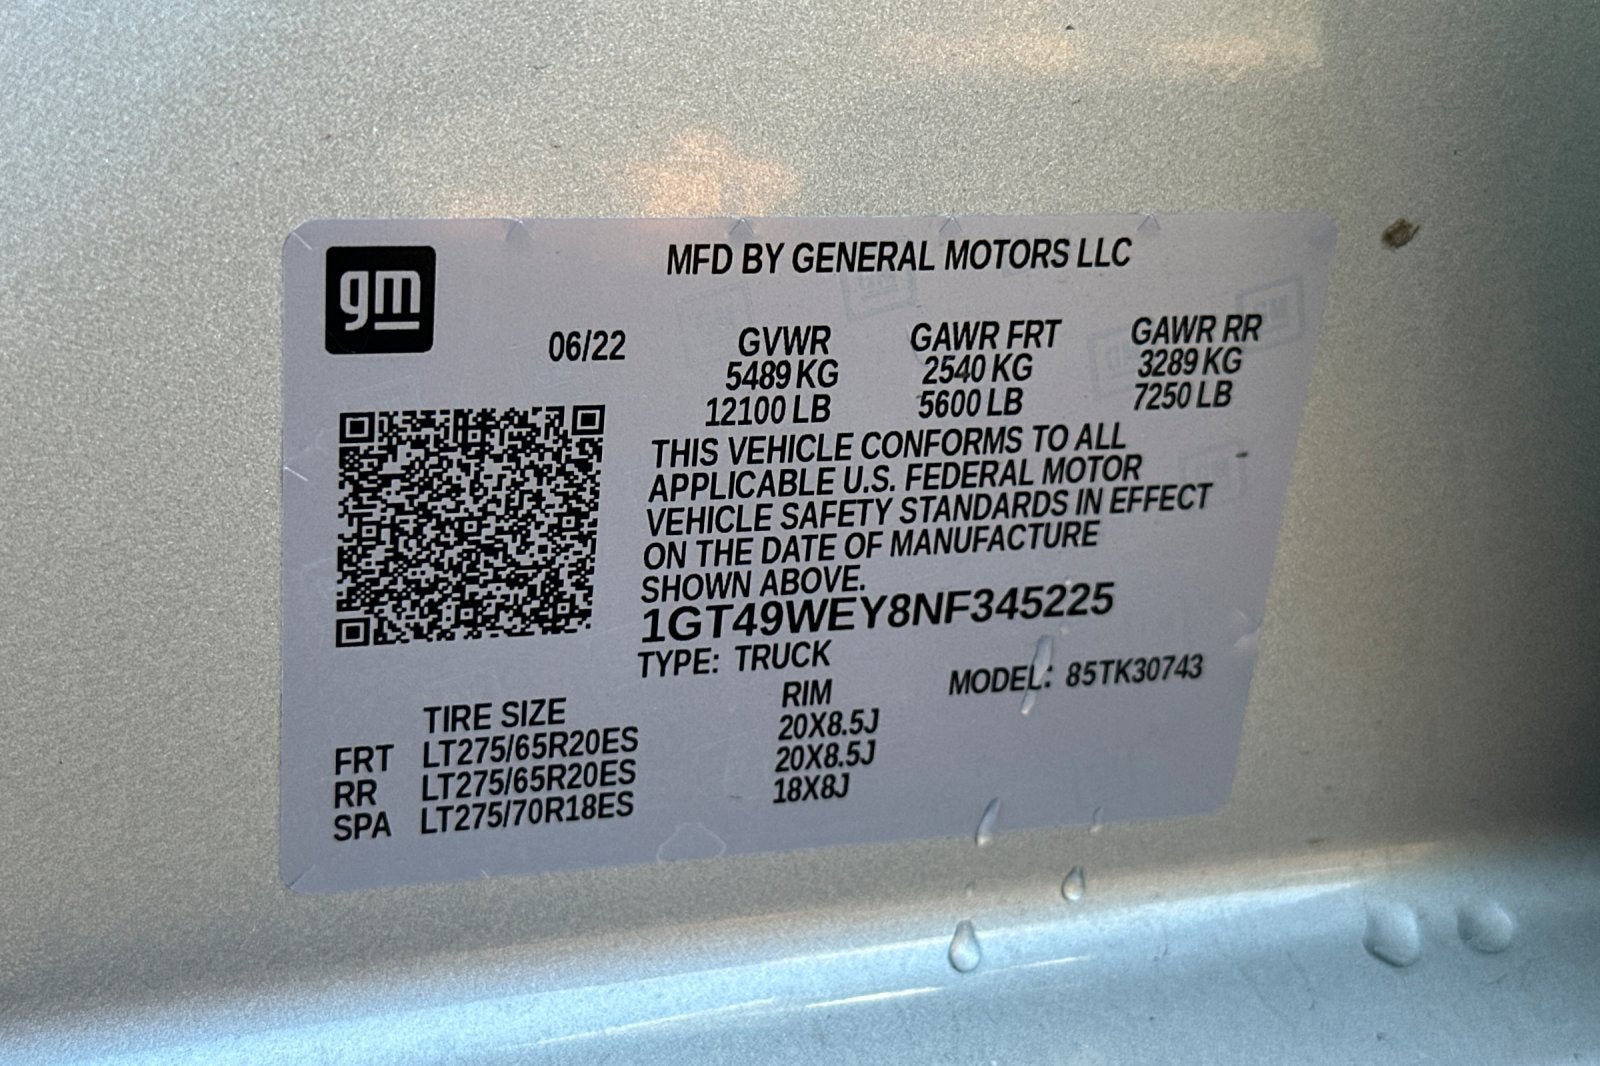 gm
MFD BY GENERAL MOTORS LLC
06/22 GVWR GAWR FRT GAWR RR
5489 KG 2540 KG 3289 KG
12100 LB 5600 LB 7250 LB
THIS VEHICLE CONFORMS TO ALL
APPLICABLE U.S. FEDERAL MOTOR
VEHICLE SAFETY STANDARDS IN EFFECT
ON THE DATE OF MANUFACTURE
SHOWN ABOVE.
1GT49WEY8NF345225
TYPE: TRUCK MODEL: 85TK30743
TIRE SIZE RIM
FRT LT275/65R20ES 20X8.5J
RR LT275/65R20ES 20X8.5J
SPA LT275/70R18ES 18X8J